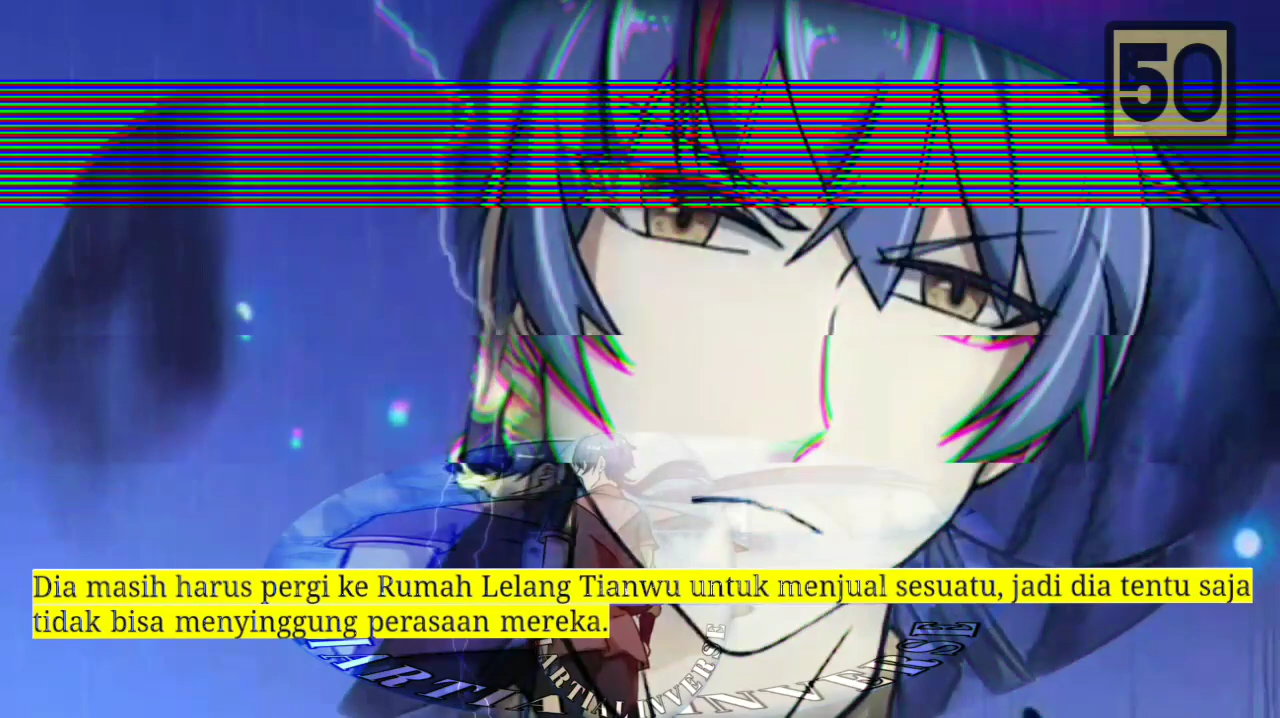 50
Dia masih harus pergi ke Rumah Lelang Tianwu untuk menjual sesuatu, jadi dia tentu saja
tidak bisa menyinggung perasaan mereka.